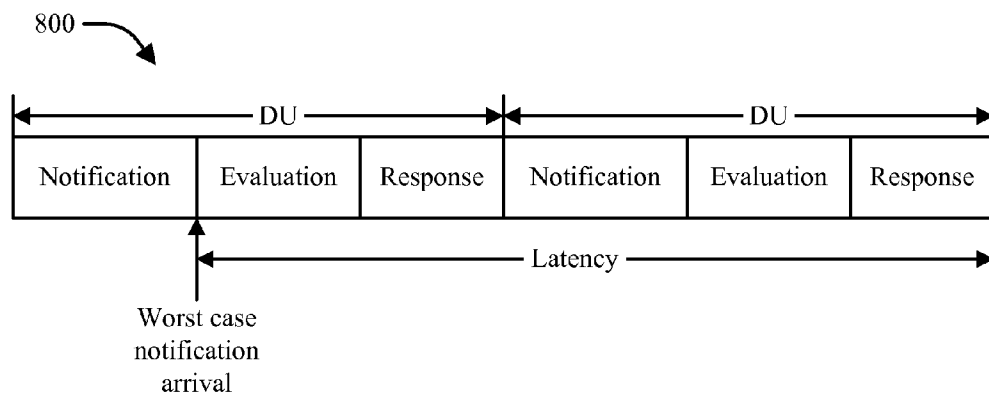 800
DU DU
Notification Evaluation Response Notification Evaluation Response
Latency
Worst case
notification
arrival